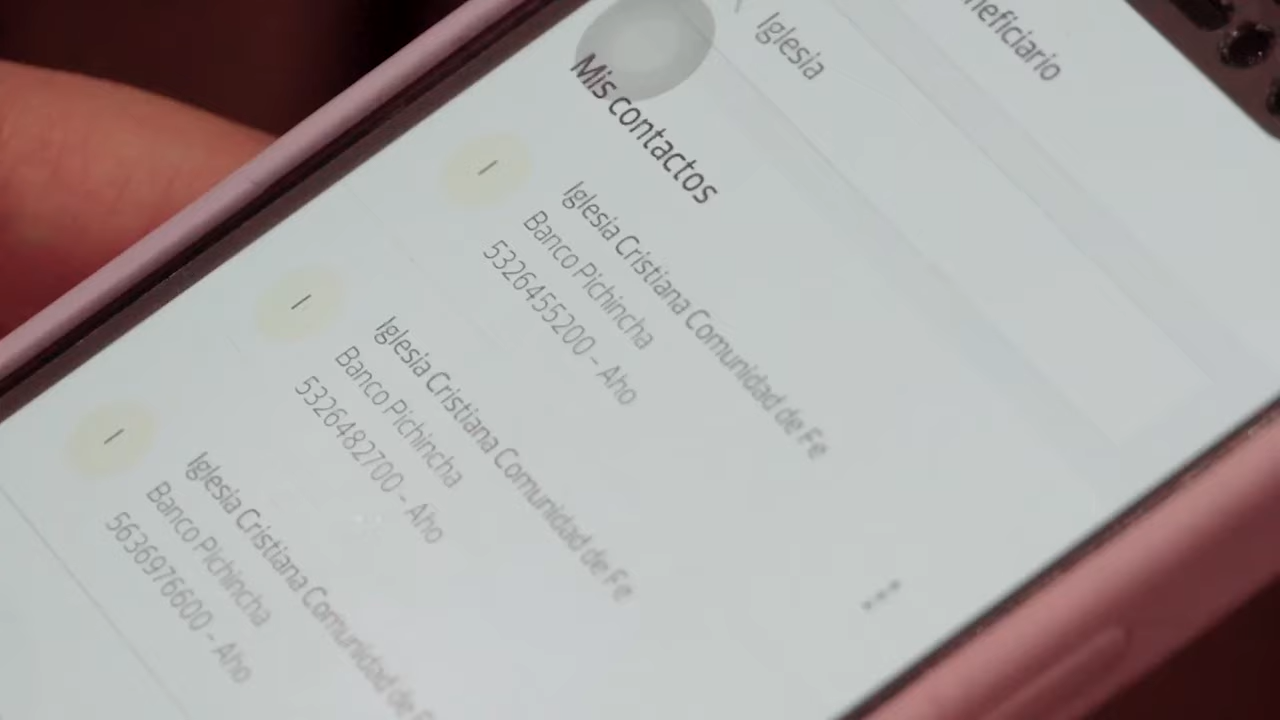 neficiario
Iglesia
Mis contactos
I
Iglesia Cristiana Comunidad de Fe
Banco Pichincha
5326455200 - Aho
I
Iglesia Cristiana Comunidad de Fe
Banco Pichincha
5326482700 - Aho
I
Iglesia Cristiana Comunidad de F
Banco Pichincha
5636976600 - Aho